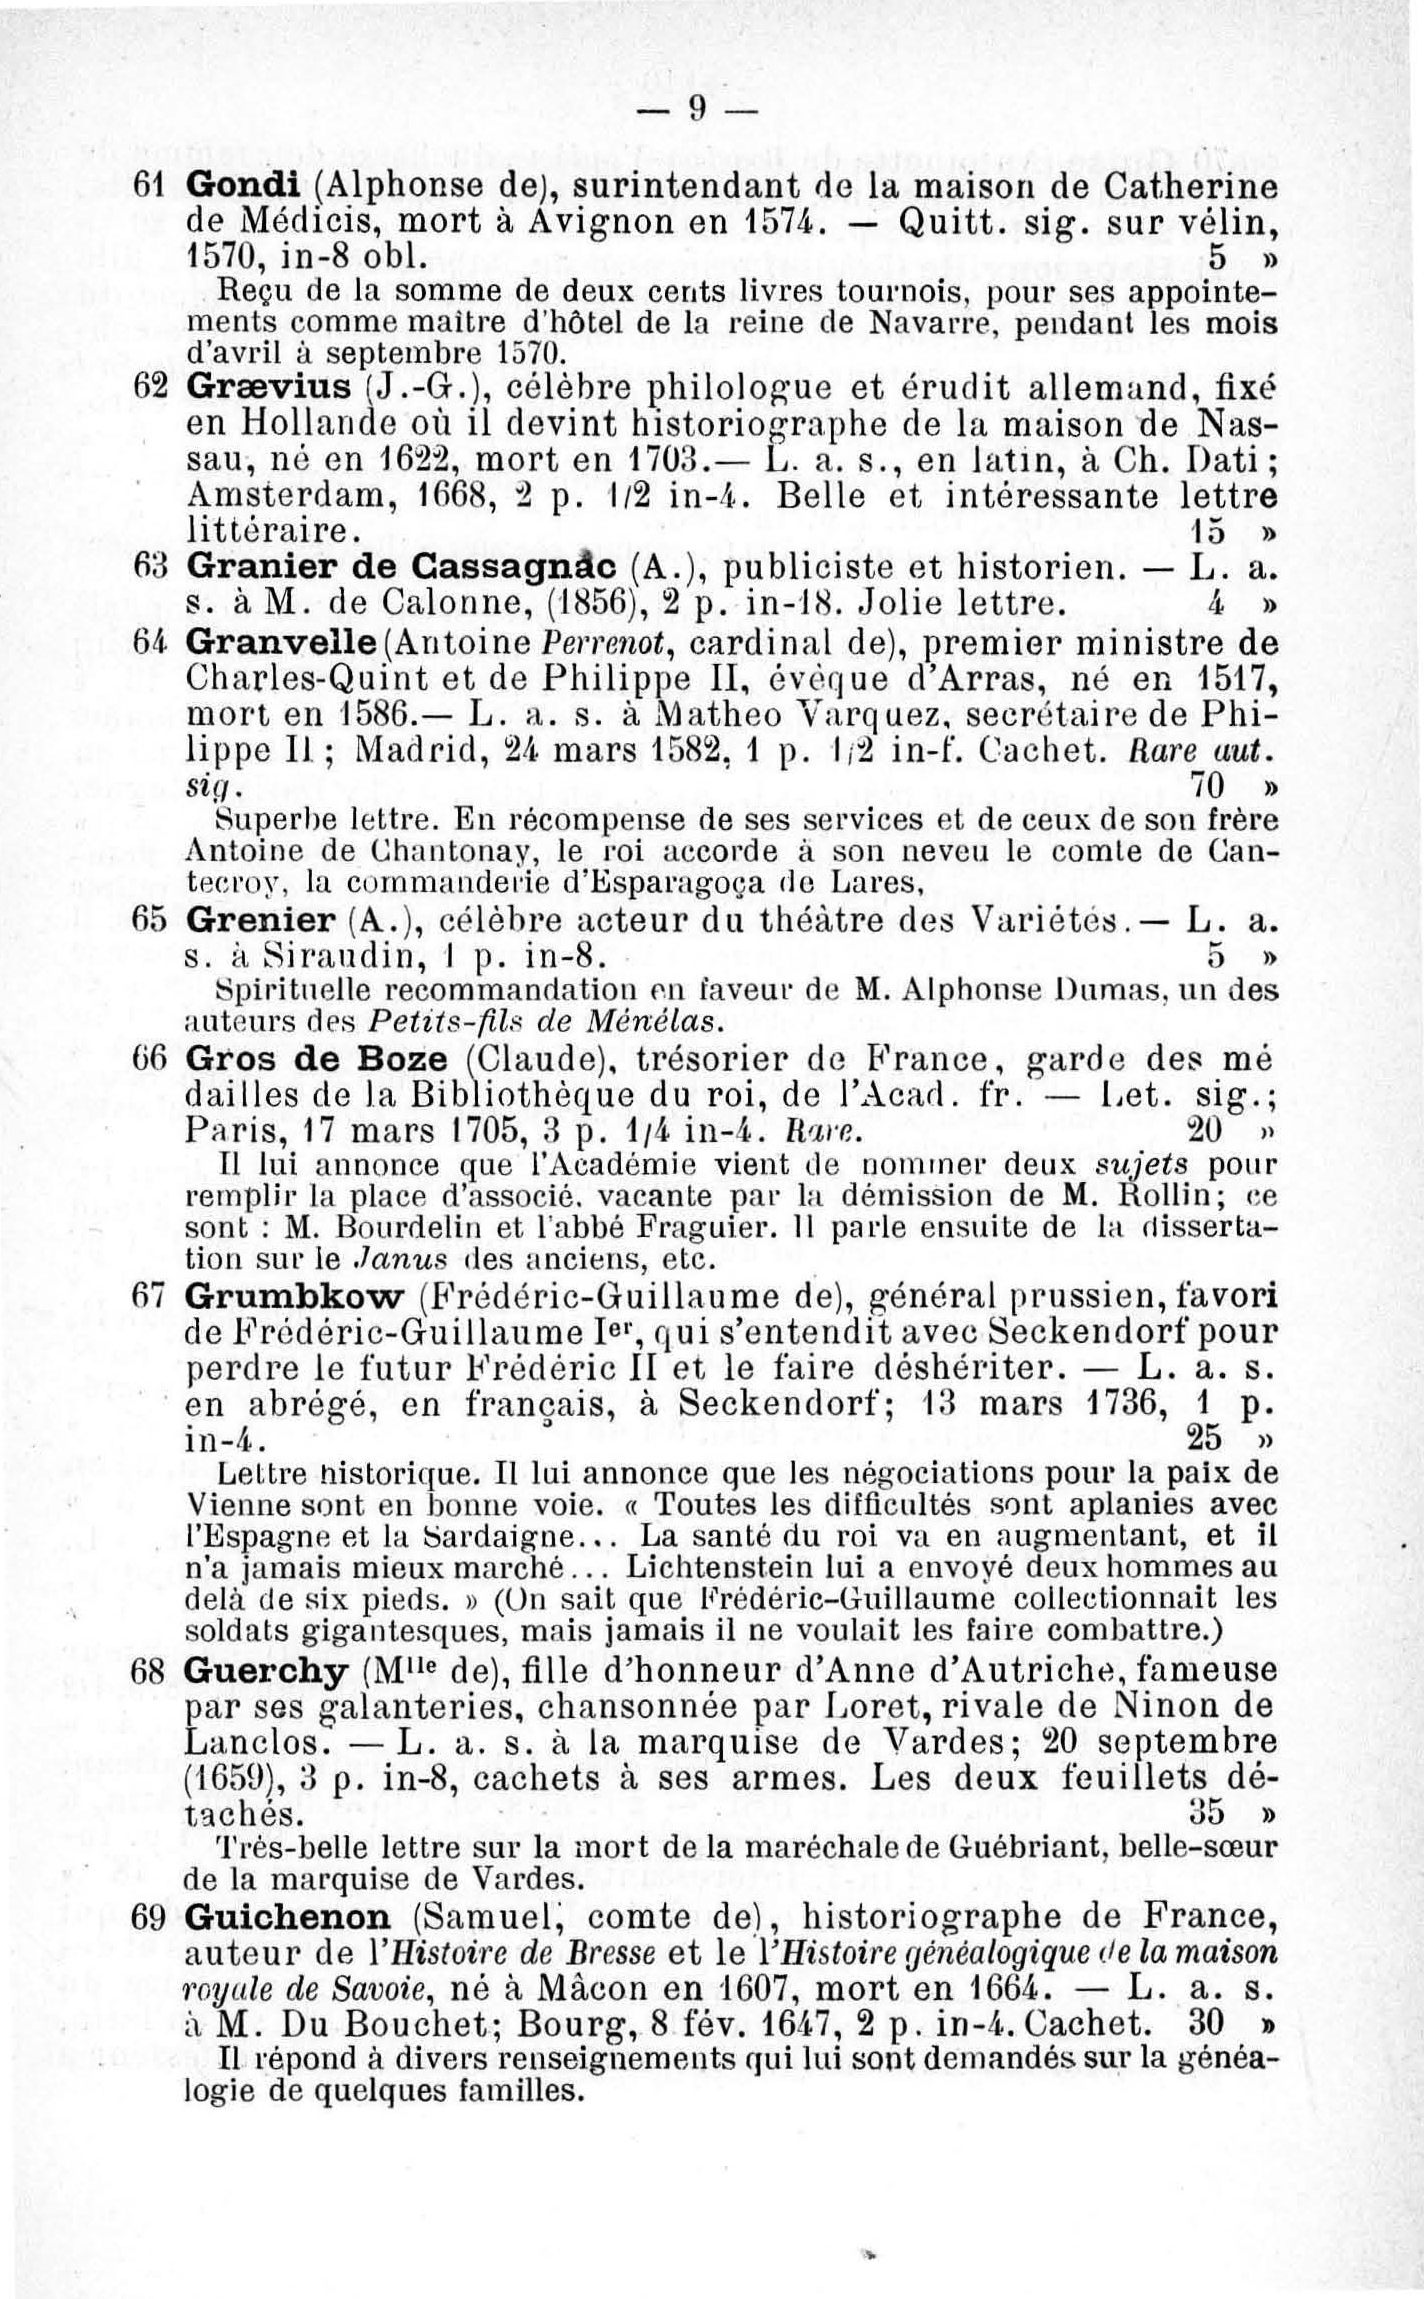 — 9 —
61 Gondi (Alphonse de), surintendant de la maison de Catherine
de Médicis, mort à Avignon en 1574. — Quitt. sig. sur vélin,
1570, in-8 obl. 5 »
Reçu de la somme de deux cents livres tournois, pour ses appointe-
ments comme maître d'hôtel de la reine de Navarre, pendant les mois
d'avril à septembre 1570.
62 Grævius (J.-G.), célèbre philologue et érudit allemand, fixé
en Hollande où il devint historiographe de la maison de Nas-
sau, né en 1622, mort en 1703.— L. a. s., en latin, à Ch. Dati ;
Amsterdam, 1668, 2 p. 1/2 in-4. Belle et intéressante lettre
littéraire. 15 »
63 Granier de Cassagnac (A.), publiciste et historien. — L. a.
s. à M. de Calonne, (1856), 2 p. in-18. Jolie lettre. 4 »
64 Granvelle (Antoine Perrenot, cardinal de), premier ministre de
Charles-Quint et de Philippe II, évêque d'Arras, né en 1517,
mort en 1586.— L. a. s. à Matheo Varquez, secrétaire de Phi-
lippe II ; Madrid, 24 mars 1582, 1 p. 1/2 in-f. Cachet. Rare aut.
sig. 70 »
Superbe lettre. En récompense de ses services et de ceux de son frère
Antoine de Chantonay, le roi accorde à son neveu le comte de Can-
tecroy, la commanderie d'Esparagoça de Lares,
65 Grenier (A.), célèbre acteur du théâtre des Variétés.— L. a.
s. à Siraudin, 1 p. in-8. 5 »
Spirituelle recommandation en faveur de M. Alphonse Dumas, un des
auteurs des Petits-fils de Ménélas.
66 Gros de Boze (Claude), trésorier de France, garde des mé
dailles de la Bibliothèque du roi, de l'Acad. fr. — Let. sig.;
Paris, 17 mars 1705, 3 p. 1/4 in-4. Rare. 20 »
Il lui annonce que l'Académie vient de nommer deux sujets pour
remplir la place d'associé, vacante par la démission de M. Rollin; ce
sont : M. Bourdelin et l'abbé Fraguier. Il parle ensuite de la disserta-
tion sur le Janus des anciens, etc.
67 Grumbkow (Frédéric-Guillaume de), général prussien, favori
de Frédéric-Guillaume Ier, qui s'entendit avec Seckendorf pour
perdre le futur Frédéric II et le faire déshériter. — L. a. s.
en abrégé, en français, à Seckendorf; 13 mars 1736, 1 p.
in-4. 25 »
Lettre historique. Il lui annonce que les négociations pour la paix de
Vienne sont en bonne voie. « Toutes les difficultés sont aplanies avec
l'Espagne et la Sardaigne... La santé du roi va en augmentant, et il
n'a jamais mieux marché... Lichtenstein lui a envoyé deux hommes au
delà de six pieds. » (On sait que Frédéric-Guillaume collectionnait les
soldats gigantesques, mais jamais il ne voulait les faire combattre.)
68 Guerchy (Mlle de), fille d'honneur d'Anne d'Autriche, fameuse
par ses galanteries, chansonnée par Loret, rivale de Ninon de
Lanclos. — L. a. s. à la marquise de Vardes; 20 septembre
(1659), 3 p. in-8, cachets à ses armes. Les deux feuillets dé-
tachés. 35 »
Très-belle lettre sur la mort de la maréchale de Guébriant, belle-sœur
de la marquise de Vardes.
69 Guichenon (Samuel, comte de), historiographe de France,
auteur de l'Histoire de Bresse et le l'Histoire généalogique de la maison
royale de Savoie, né à Mâcon en 1607, mort en 1664. — L. a. s.
à M. Du Bouchet; Bourg, 8 fév. 1647, 2 p. in-4. Cachet. 30 »
Il répond à divers renseignements qui lui sont demandés sur la généa-
logie de quelques familles.